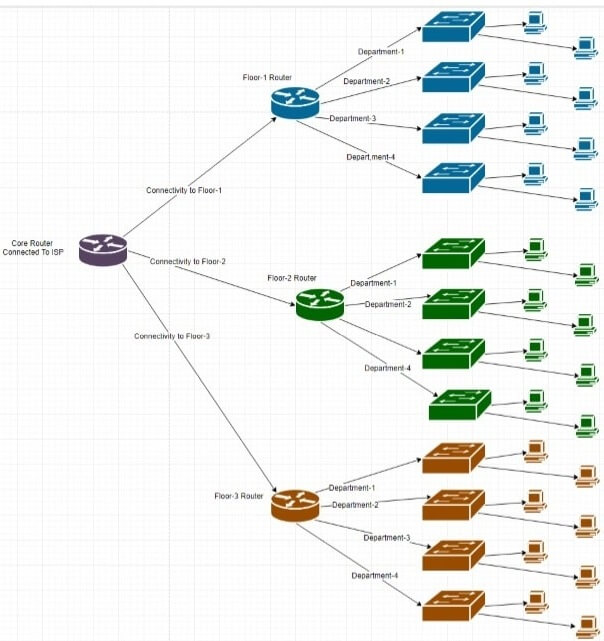 Department-1
Floor-1 Router
Department-2
Department-3
Depart,ment-4
Connectivity to Floor-1
Core Router
Connected To ISP
Connectivity to Floor-2
Floor-2 Router
Department-1
Department-2
Connectivity to Floor-3
Department-4
Floor-3 Router
Department-1
Department-2
Department-3
Department-4